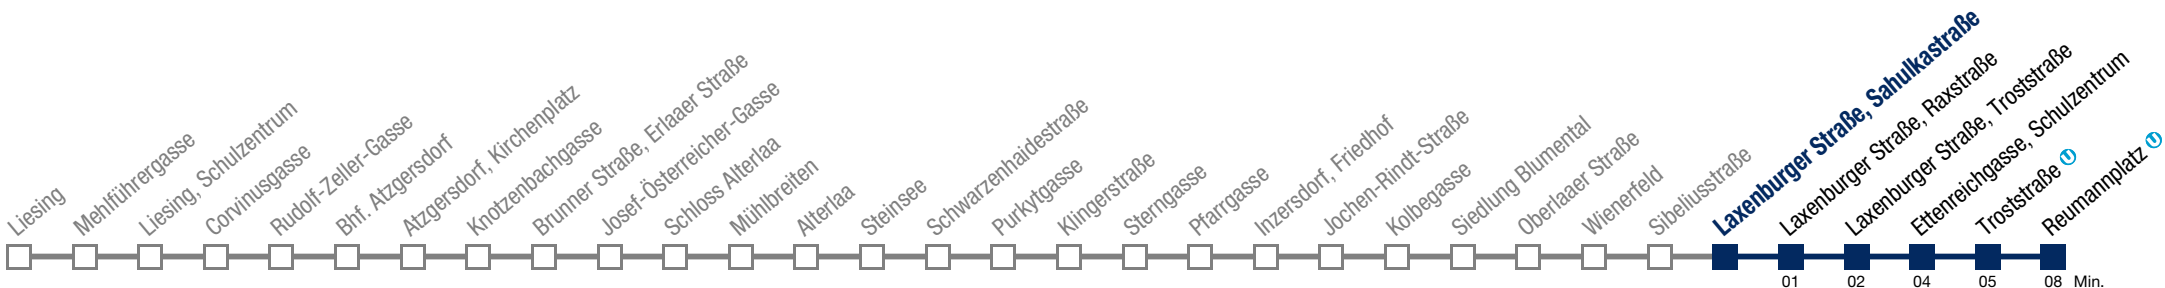 Liesing
Mehlführergasse
Liesing, Schulzentrum
Corvinusgasse
Rudolf-Zeller-Gasse
Bhf. Atzgersdorf
Atzgersdorf, Kirchenplatz
Knotzenbachgasse
Brunner Straße, Erlaaer Straße
Josef-Österreicher-Gasse
Schloss Alterlaa
Mühlbreiten
Alterlaa
Steinsee
Schwarzenhaidestraße
Purkytgasse
Klingerstraße
Sterngasse
Pfarrgasse
Inzersdorf, Friedhof
Jochen-Rindt-Straße
Kolbegasse
Siedlung Blumental
Oberlaaer Straße
Wienerfeld
Sibeliusstraße
Laxenburger Straße, Sahulkastraße
Laxenburger Straße, Raxstraße
Laxenburger Straße, Troststraße
Ettenreichgasse, Schulzentrum
Troststraße U
Reumannplatz U
01 02 04 05 08 Min.